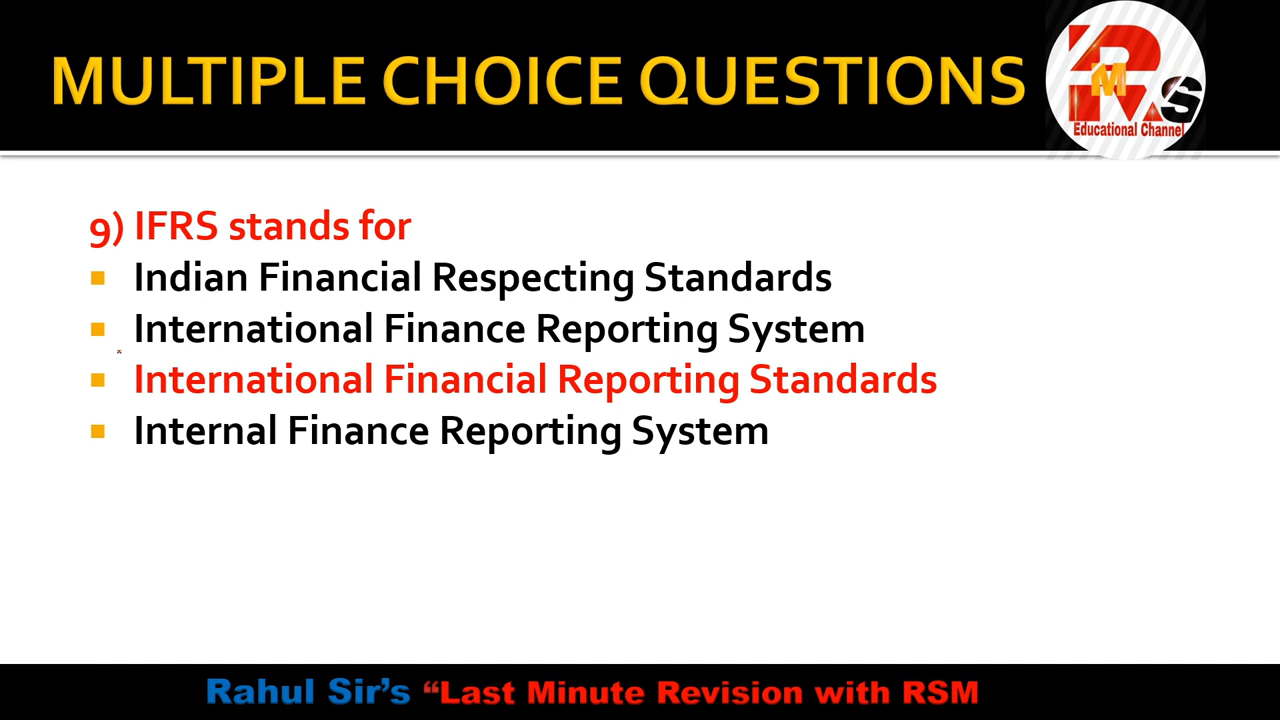 MULTIPLE CHOICE QUESTIONS
RMS
Educational Channel
9) IFRS stands for
Indian Financial Respecting Standards
International Finance Reporting System
International Financial Reporting Standards
Internal Finance Reporting System
Rahul Sir’s “Last Minute Revision with RSM